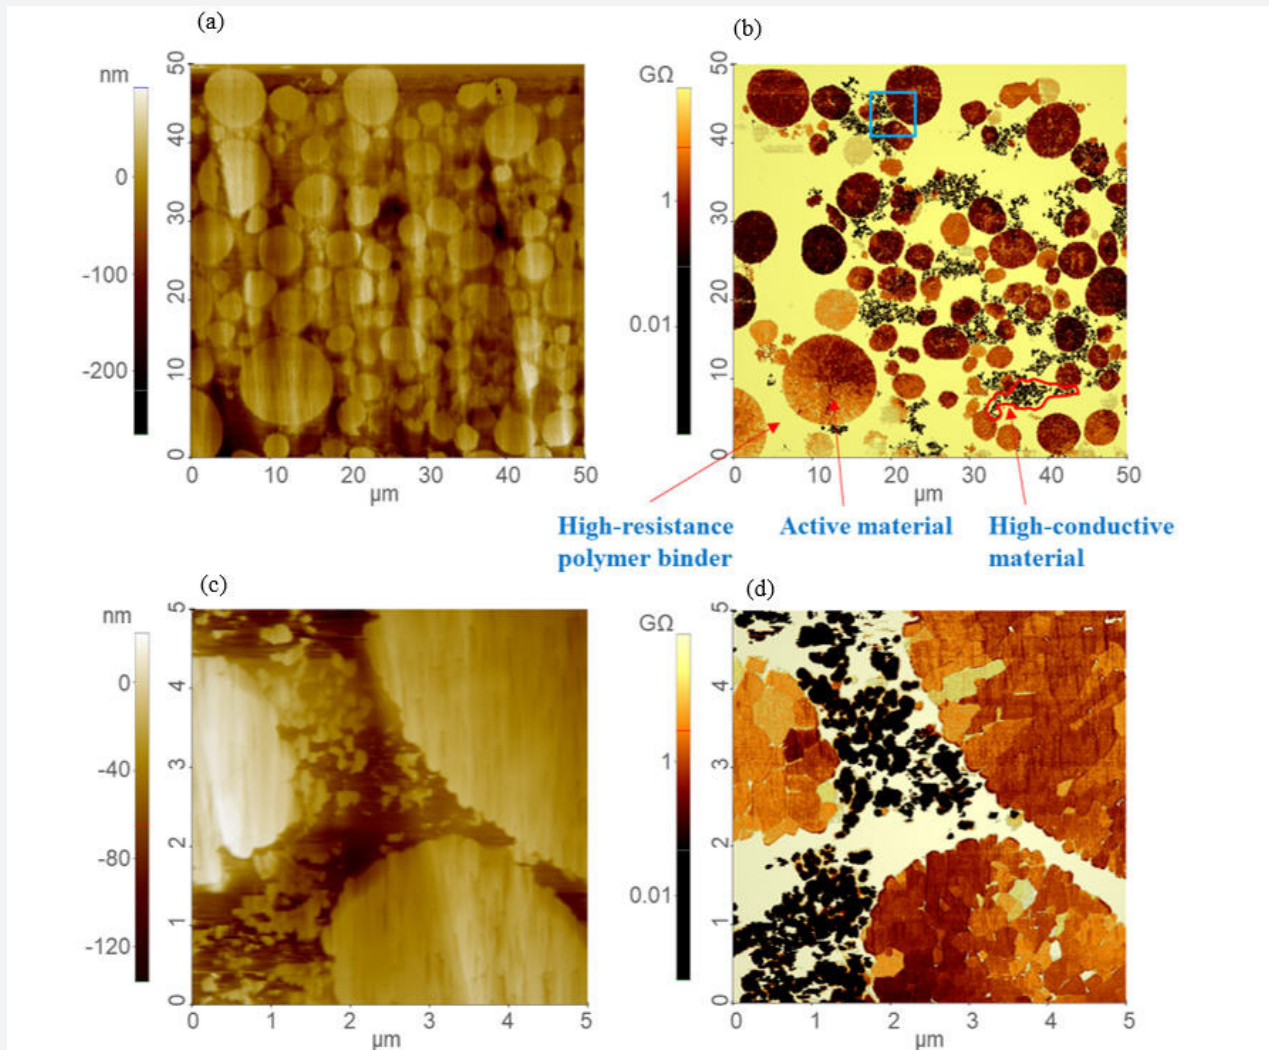 (a)
(b)
nm
GΩ
50
40
30
20
10
0
0
-100
-200
0 10 20 30 40 50
µm
50
40
30
20
10
0
1
0.01
0 10 20 30 40 50
µm
High-resistance
polymer binder
Active material
High-conductive
material
(c)
(d)
nm
GΩ
5
4
3
2
1
0
0
-40
-80
-120
0 1 2 3 4 5
µm
5
4
3
2
1
0
1
0.01
0 1 2 3 4 5
µm